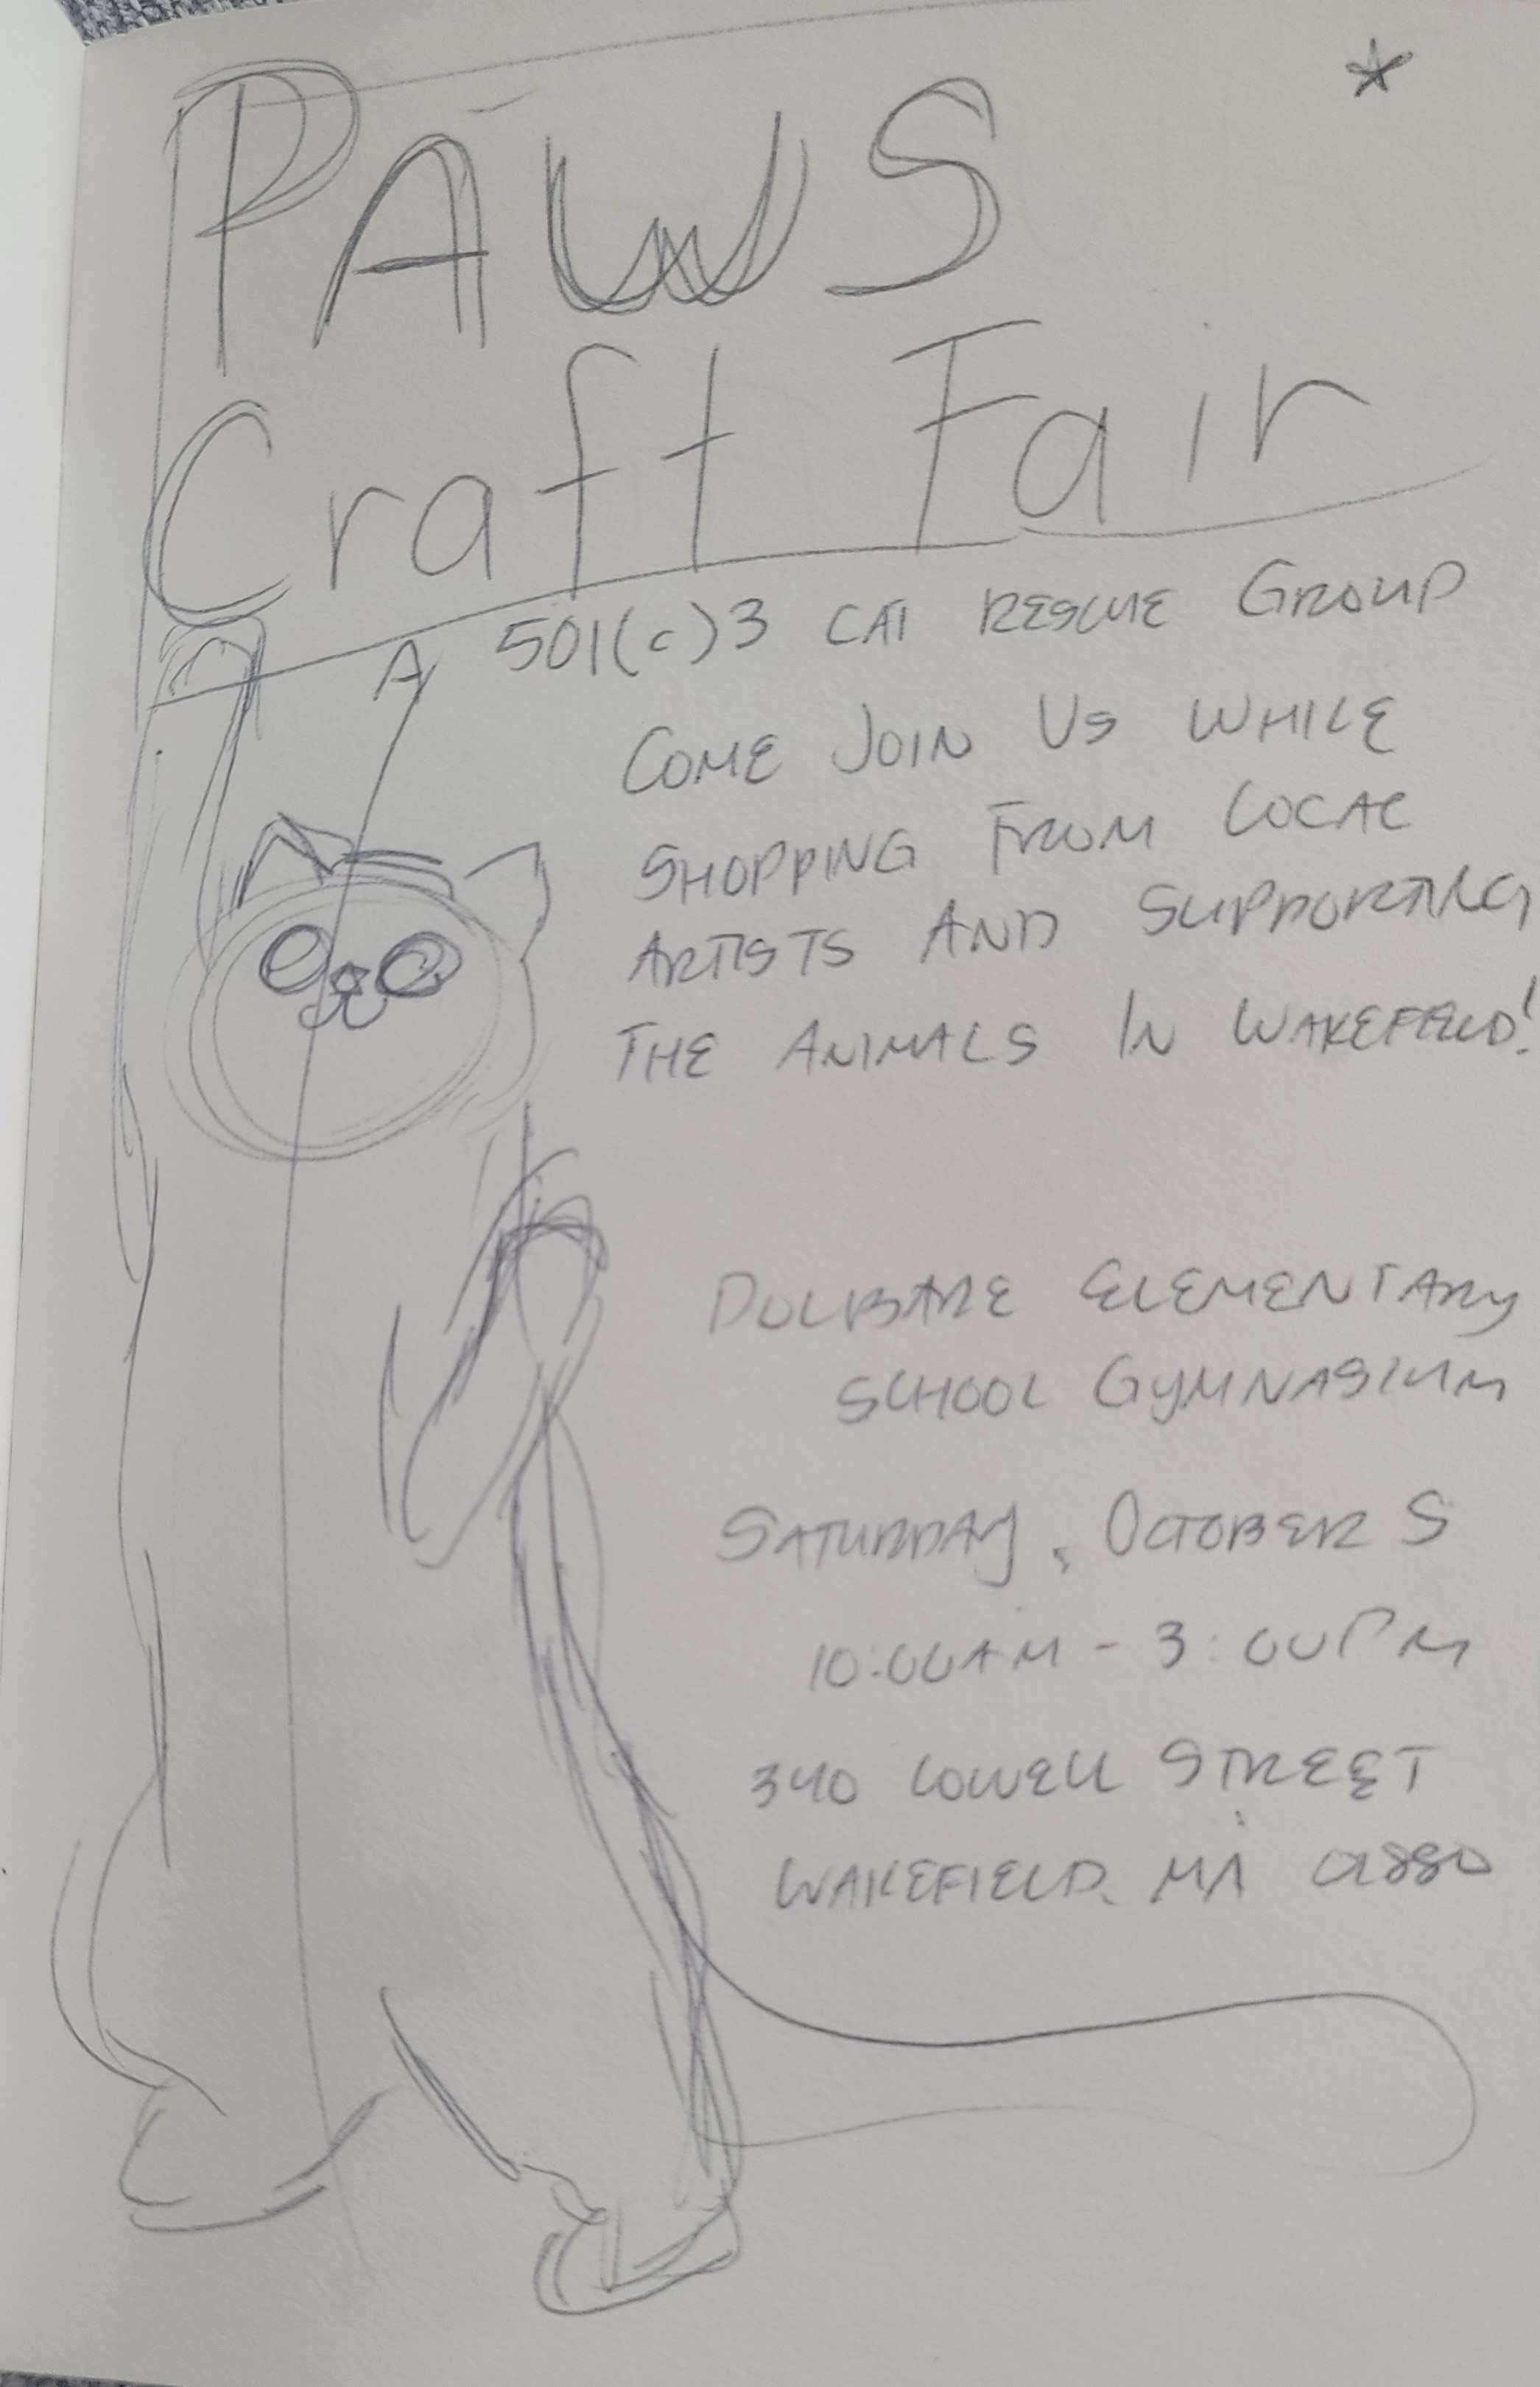 PAWS
Craft Fair
A 501(c)3 CAT RESCUE GROUP
COME JOIN US WHILE
SHOPPING FROM LOCAL
ARTISTS AND SUPPORTING
THE ANIMALS IN WAKEFIELD!
DOLBARE ELEMENTARY
SCHOOL GYMNASIUM
SATURDAY, OCTOBER 5
10:00AM - 3:00PM
340 LOWELL STREET
WAKEFIELD, MA 01880